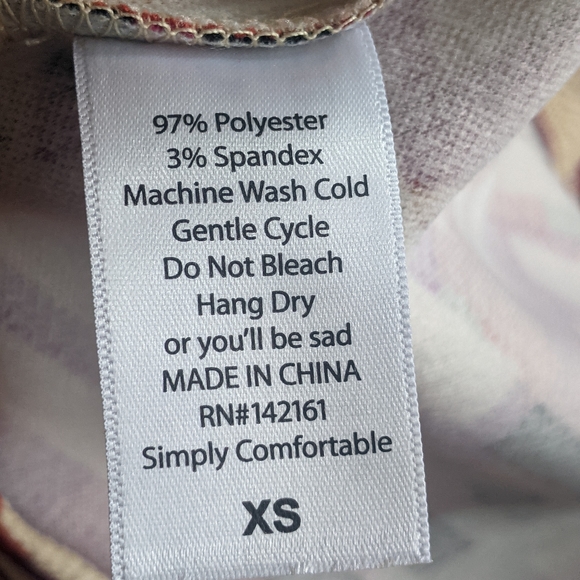 97% Polyester
3% Spandex
Machine Wash Cold
Gentle Cycle
Do Not Bleach
Hang Dry
or you'll be sad
MADE IN CHINA
RN#142161
Simply Comfortable
XS